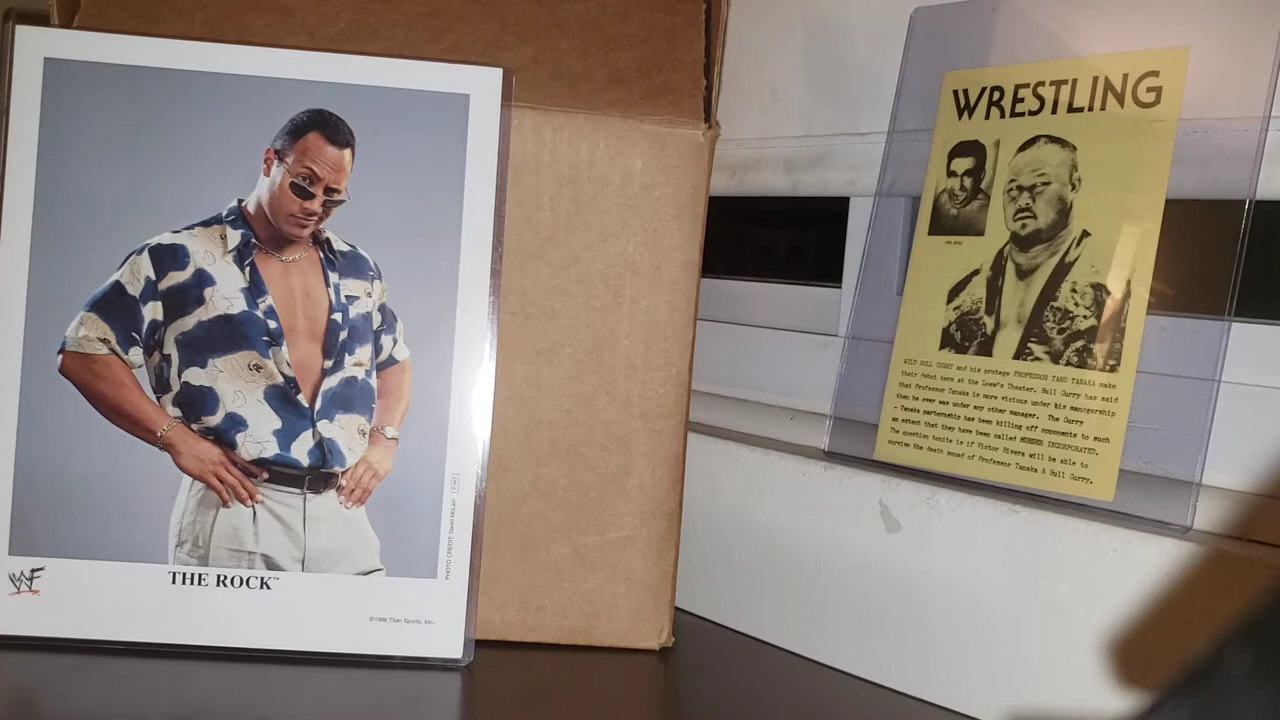 WF
THE ROCK™
PHOTO CREDIT: David McLain
©1998 Titan Sports, Inc.
WRESTLING
THE BULL
WILD BULL CURRY and his protege PROFESSOR TARU TANAKA make
their debut here at the Loew's Theater. Bull Curry has said
that Professor Tanaka is more vicious under his managership
then he ever was under any other manager. The Curry
- Tanaka partnership has been killing off opponents to such
an extent that they have been called MURDER INCORPORATED.
The question tonite is if Victor Rivera will be able to
survive the death squad of Professor Tanaka & Bull Curry.